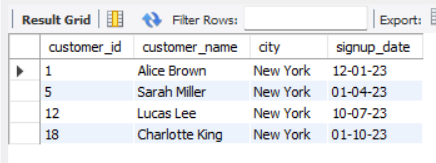 Result Grid Filter Rows: Export:
customer_id customer_name city signup_date
1 Alice Brown New York 12-01-23
5 Sarah Miller New York 01-04-23
12 Lucas Lee New York 10-07-23
18 Charlotte King New York 01-10-23